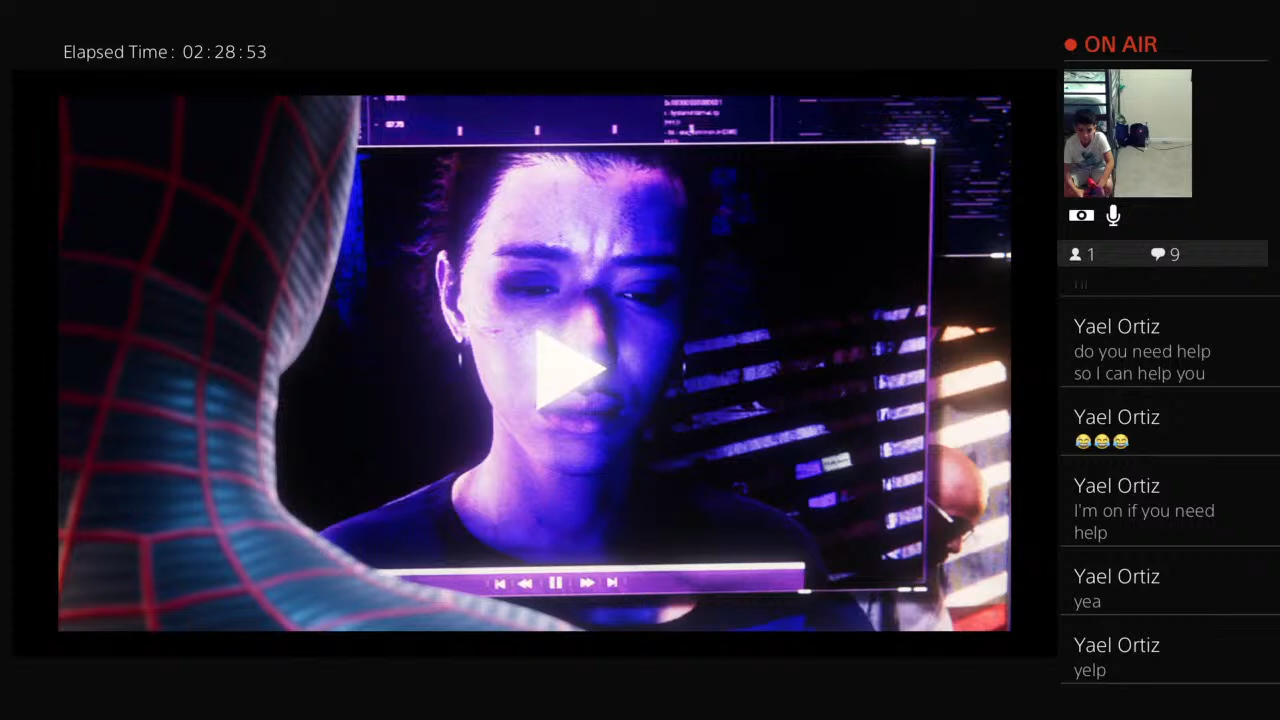 Elapsed Time: 02:28:53
ON AIR
1
9
Yael Ortiz
do you need help
so I can help you
Yael Ortiz
😂😂😂
Yael Ortiz
I'm on if you need
help
Yael Ortiz
yea
Yael Ortiz
yelp